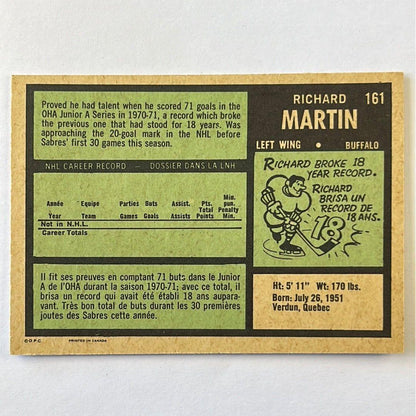 Proved he had talent when he scored 71 goals in the
OHA Junior A Series in 1970-71, a record which broke
the previous one that had stood for 18 years. Was
approaching the 20-goal mark in the NHL before
Sabres' first 30 games this season.
NHL CAREER RECORD — DOSSIER DANS LA LNH
Année Equipe Parties Buts Assist. Pts. Min. pun.
Year Team Games Goals Assists Total Points Penalty Min.
Not in N.H.L.
Career Totals
Il fit ses preuves en comptant 71 buts dans le Junior
A de l'OHA durant la saison 1970-71; avec ce total, il
brisa un record qui avait été établi 18 ans aupara-
vant. Très bon total de buts durant les 30 premières
joutes des Sabres cette année.
©O.P.C. PRINTED IN CANADA
RICHARD 161
MARTIN
LEFT WING • BUFFALO
RICHARD BROKE 18
YEAR RECORD.
RICHARD
BRISA UN
RECORD DE
18 ANS.
18
Ht: 5' 11" Wt: 170 lbs.
Born: July 26, 1951
Verdun, Quebec